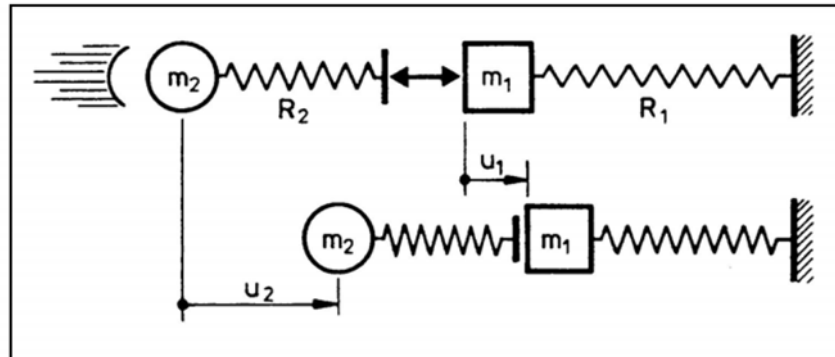 m₂ m₁
R₂ R₁
u₁
m₂ m₁
u₂